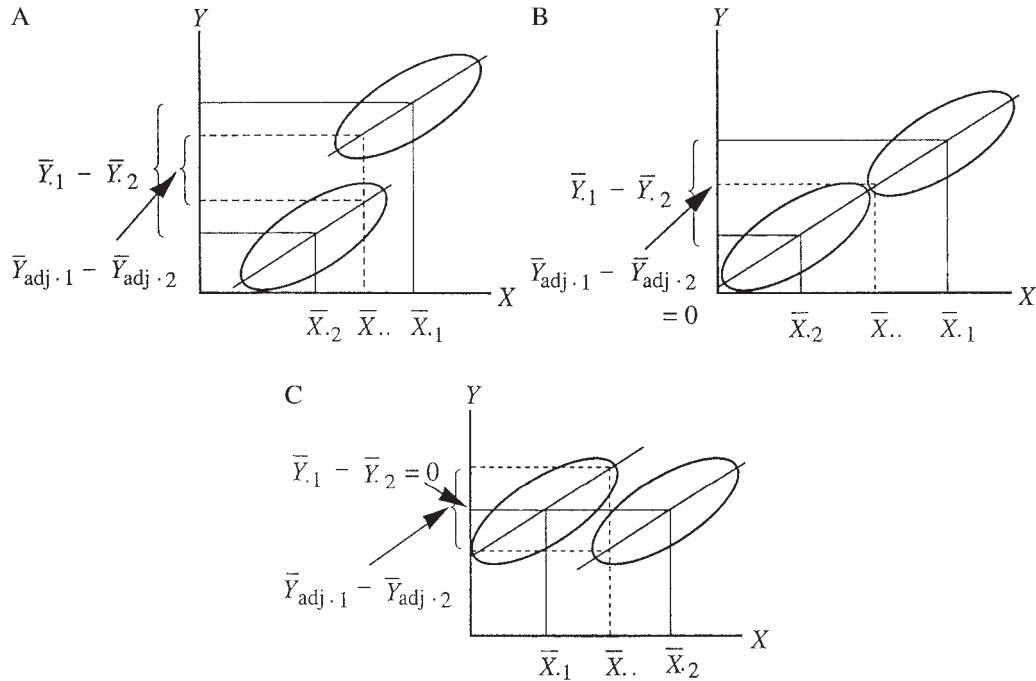 A
Y
Ȳ.1 − Ȳ.2
Ȳadj·1 − Ȳadj·2
X
X̄.2 X̄.. X̄.1
B
Y
Ȳ.1 − Ȳ.2
Ȳadj·1 − Ȳadj·2
= 0
X
X̄.2 X̄.. X̄.1
C
Y
Ȳ.1 − Ȳ.2 = 0
Ȳadj·1 − Ȳadj·2
X
X̄.1 X̄.. X̄.2